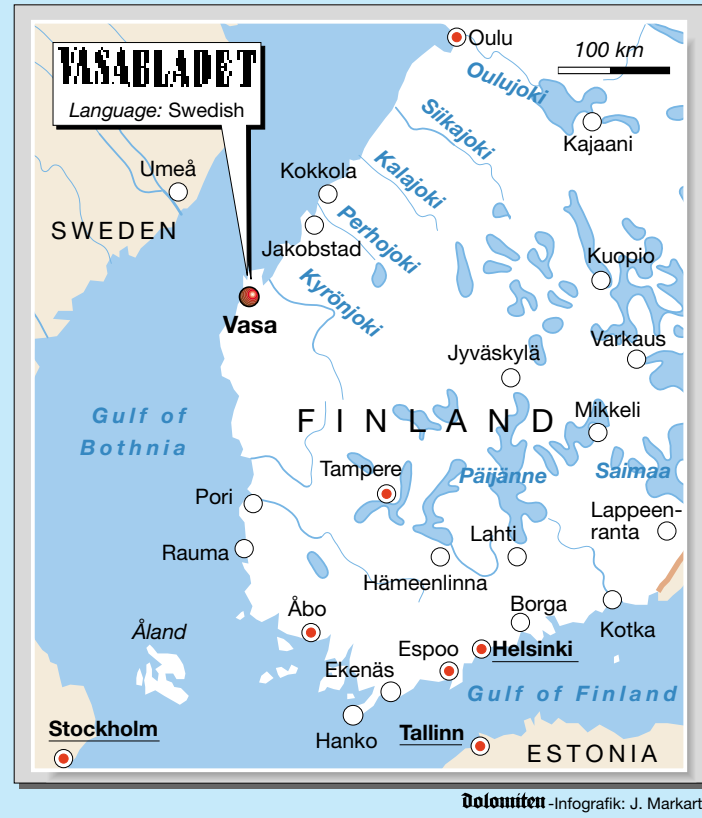 VASABLADET
Language: Swedish
Oulu
100 km
Oulujoki
Kajaani
Siikajoki
Umeå
Kokkola
Kalajoki
SWEDEN
Jakobstad
Perhojoki
Kuopio
Kyrönjoki
Vasa
Varkaus
Jyväskylä
Gulf of
Bothnia
FINLAND
Mikkeli
Tampere
Päijänne
Saimaa
Pori
Lappeen-
ranta
Lahti
Rauma
Hämeenlinna
Åbo
Borga
Kotka
Åland
Espoo
Helsinki
Ekenäs
Gulf of Finland
Stockholm
Hanko
Tallinn
ESTONIA
Dolomiten-Infografik: J. Markart